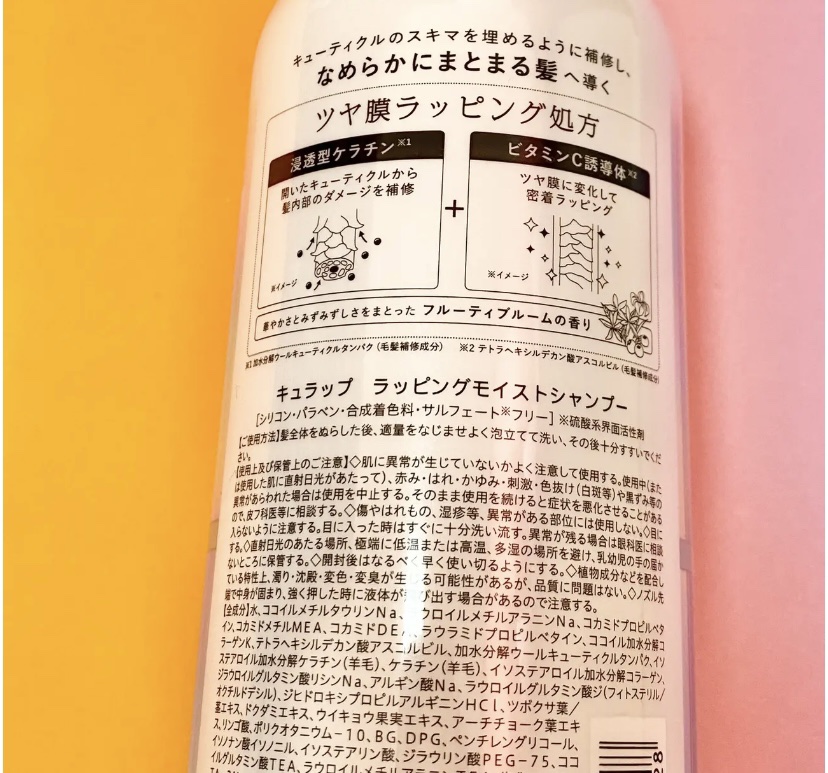 キューティクルのスキマを埋めるように補修し、
なめらかにまとまる髪へ導く
ツヤ膜ラッピング処方
浸透型ケラチン※1
開いたキューティクルから
髪内部のダメージを補修
※イメージ
+
ビタミンC誘導体※2
ツヤ膜に変化して
密着ラッピング
※イメージ
華やかさとみずみずしさをまとった フルーティブルームの香り
※1 加水分解ウールキューティクルタンパク(毛髪補修成分) ※2 テトラヘキシルデカン酸アスコルビル(毛髪補修成分)
キュラップ ラッピングモイストシャンプー
[シリコン・パラベン・合成着色料・サルフェート※フリー] ※硫酸系界面活性剤
【ご使用方法】髪全体をぬらした後、適量をなじませよく泡立てて洗い、その後十分すすいでくだ
さい。
【使用上及び保管上のご注意】◇肌に異常が生じていないかよく注意して使用する。使用中(また
は使用した肌に直射日光があたって)、赤み・はれ・かゆみ・刺激・色抜け(白斑等)や黒ずみ等の
異常があらわれた場合は使用を中止する。そのまま使用を続けると症状を悪化させることがある
ので、皮フ科医等に相談する。◇傷やはれもの、湿疹等、異常がある部位には使用しない。◇目に
入らないように注意する。目に入った時はすぐに十分洗い流す。異常が残る場合は眼科医に相談
する。◇直射日光のあたる場所、極端に低温または高温、多湿の場所を避け、乳幼児の手の届か
ないところに保管する。◇開封後はなるべく早く使い切るようにする。◇植物成分などを配合し
ている特性上、濁り・沈殿・変色・変臭が生じる可能性があるが、品質に問題はない。◇ノズル先
端で中身が固まり、強く押した時に液体が飛び出す場合があるので注意する。
【全成分】水、ココイルメチルタウリンNa、ラウロイルメチルアラニンNa、コカミドプロピルベタ
イン、コカミドメチルMEA、コカミドDEA、ラウラミドプロピルベタイン、ココイル加水分解コ
ラーゲンK、テトラヘキシルデカン酸アスコルビル、加水分解ウールキューティクルタンパク、イソ
ステアロイル加水分解ケラチン(羊毛)、ケラチン(羊毛)、イソステアロイル加水分解コラーゲン、
ジラウロイルグルタミン酸リシンNa、アルギン酸Na、ラウロイルグルタミン酸ジ(フィトステリル/
オクチルドデシル)、ジヒドロキシプロピルアルギニンHCl、ツボクサ葉/
茎エキス、ドクダミエキス、ウイキョウ果実エキス、アーチチョーク葉エキ
ス、リンゴ酸、ポリクオタニウム-10、BG、DPG、ペンチレングリコール、
イソノナン酸イソノニル、イソステアリン酸、ジラウリン酸PEG-75、ココ
イルグルタミン酸TEA、ラウロイルメチルアラニン
28